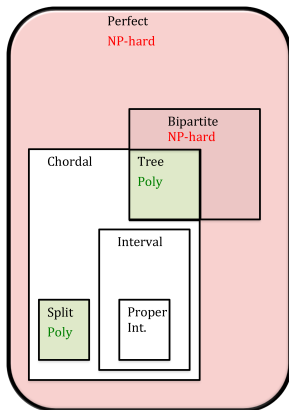 Perfect
NP-hard
Bipartite
NP-hard
Chordal
Tree
Poly
Interval
Split
Poly
Proper
Int.